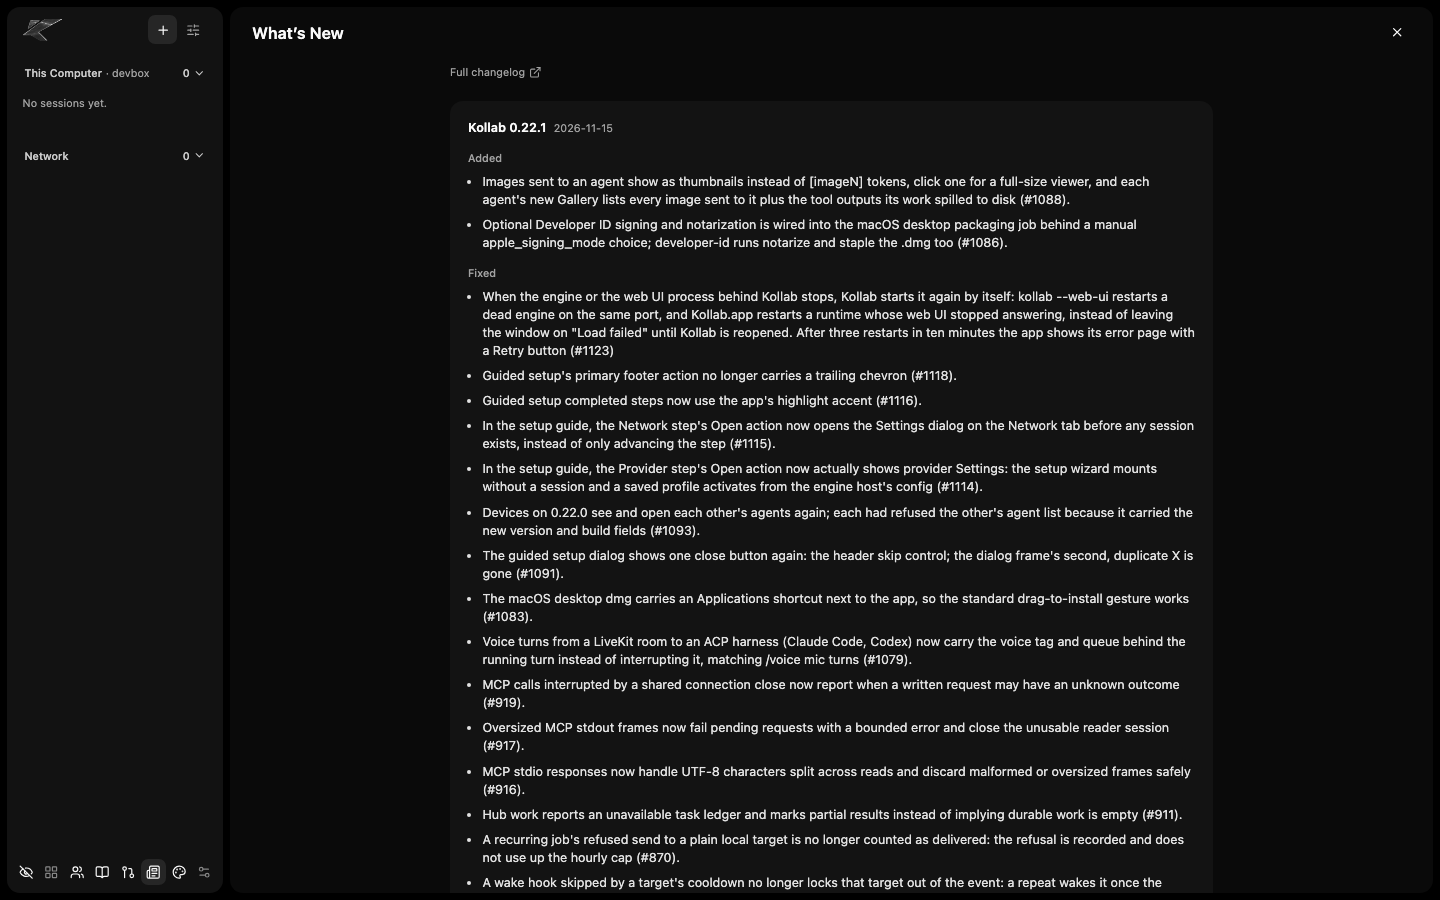 What's New
This Computer · devbox 0
No sessions yet.
Network 0
Full changelog
Kollab 0.22.1 2026-11-15
Added
• Images sent to an agent show as thumbnails instead of [imageN] tokens, click one for a full-size viewer, and each
agent's new Gallery lists every image sent to it plus the tool outputs its work spilled to disk (#1088).
• Optional Developer ID signing and notarization is wired into the macOS desktop packaging job behind a manual
apple_signing_mode choice; developer-id runs notarize and staple the .dmg too (#1086).
Fixed
• When the engine or the web UI process behind Kollab stops, Kollab starts it again by itself: kollab --web-ui restarts a
dead engine on the same port, and Kollab.app restarts a runtime whose web UI stopped answering, instead of leaving
the window on "Load failed" until Kollab is reopened. After three restarts in ten minutes the app shows its error page with
a Retry button (#1123)
• Guided setup's primary footer action no longer carries a trailing chevron (#1118).
• Guided setup completed steps now use the app's highlight accent (#1116).
• In the setup guide, the Network step's Open action now opens the Settings dialog on the Network tab before any session
exists, instead of only advancing the step (#1115).
• In the setup guide, the Provider step's Open action now actually shows provider Settings: the setup wizard mounts
without a session and a saved profile activates from the engine host's config (#1114).
• Devices on 0.22.0 see and open each other's agents again; each had refused the other's agent list because it carried the
new version and build fields (#1093).
• The guided setup dialog shows one close button again: the header skip control; the dialog frame's second, duplicate X is
gone (#1091).
• The macOS desktop dmg carries an Applications shortcut next to the app, so the standard drag-to-install gesture works
(#1083).
• Voice turns from a LiveKit room to an ACP harness (Claude Code, Codex) now carry the voice tag and queue behind the
running turn instead of interrupting it, matching /voice mic turns (#1079).
• MCP calls interrupted by a shared connection close now report when a written request may have an unknown outcome
(#919).
• Oversized MCP stdout frames now fail pending requests with a bounded error and close the unusable reader session
(#917).
• MCP stdio responses now handle UTF-8 characters split across reads and discard malformed or oversized frames safely
(#916).
• Hub work reports an unavailable task ledger and marks partial results instead of implying durable work is empty (#911).
• A recurring job's refused send to a plain local target is no longer counted as delivered: the refusal is recorded and does
not use up the hourly cap (#870).
• A wake hook skipped by a target's cooldown no longer locks that target out of the event: a repeat wakes it once the